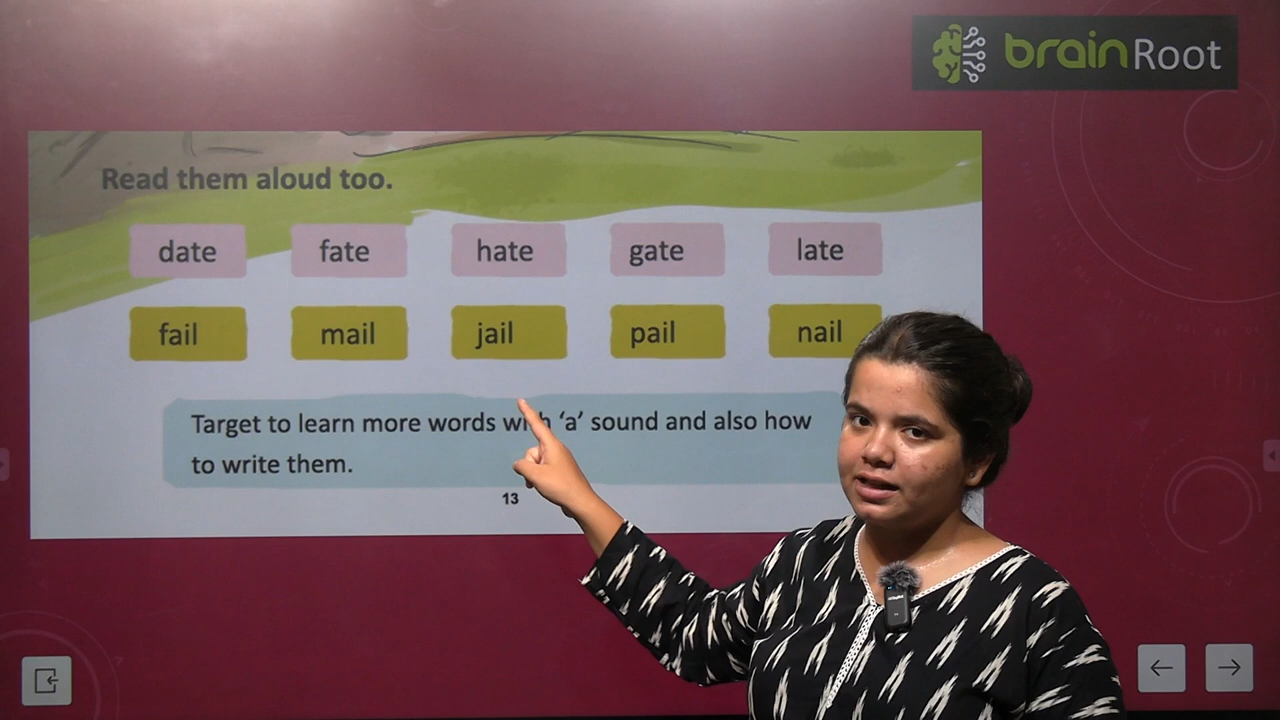 brainRoot
Read them aloud too.
date fate hate gate late
fail mail jail pail nail
Target to learn more words with 'a' sound and also how
to write them.
13